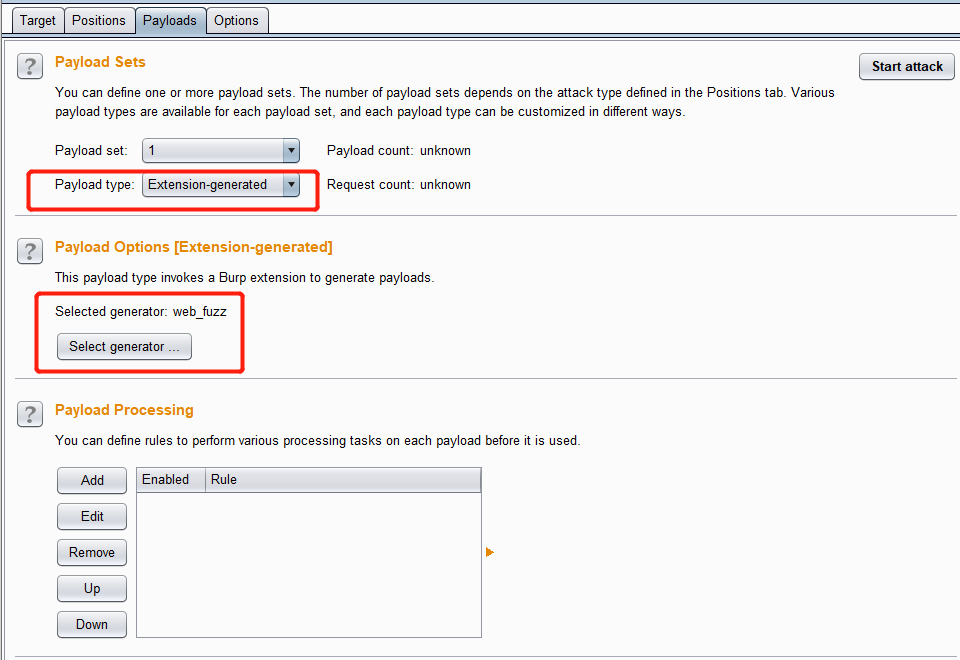 Target Positions Payloads Options
? Payload Sets Start attack
You can define one or more payload sets. The number of payload sets depends on the attack type defined in the Positions tab. Various
payload types are available for each payload set, and each payload type can be customized in different ways.
Payload set: 1 Payload count: unknown
Payload type: Extension-generated Request count: unknown
? Payload Options [Extension-generated]
This payload type invokes a Burp extension to generate payloads.
Selected generator: web_fuzz
Select generator ...
? Payload Processing
You can define rules to perform various processing tasks on each payload before it is used.
Add Enabled Rule
Edit
Remove
Up
Down